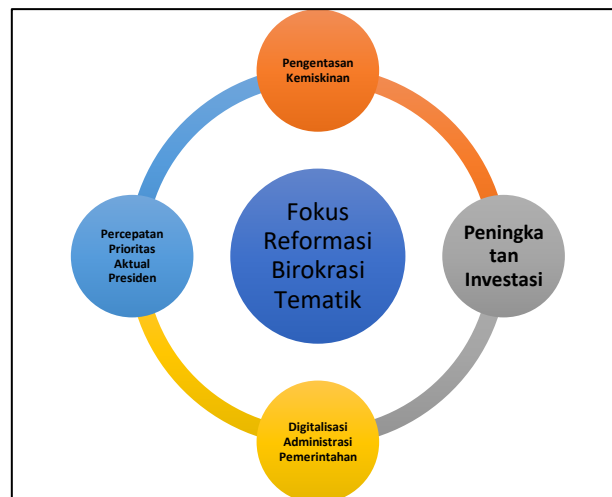 Pengentasan
Kemiskinan
Fokus
Reformasi
Birokrasi
Tematik
Peningka
tan
Investasi
Percepatan
Prioritas
Aktual
Presiden
Digitalisasi
Administrasi
Pemerintahan